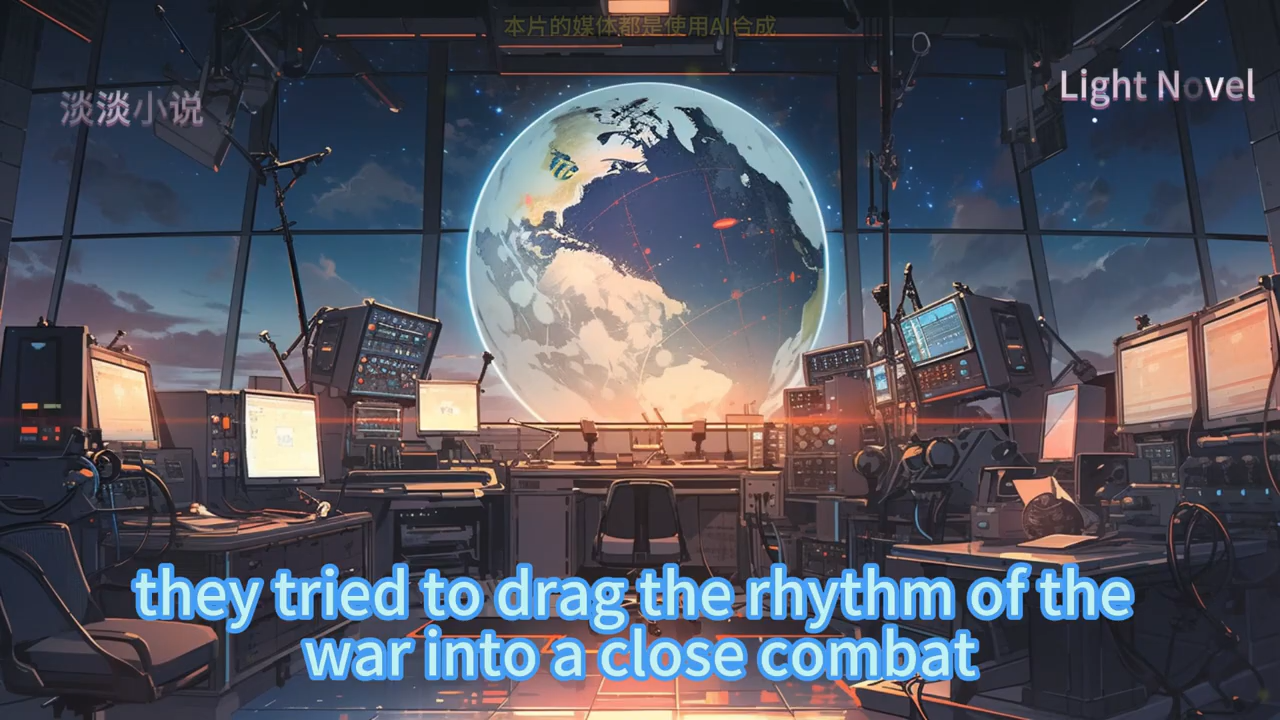 本片的媒体都是使用AI合成
淡淡小说
Light Novel
they tried to drag the rhythm of the
war into a close combat